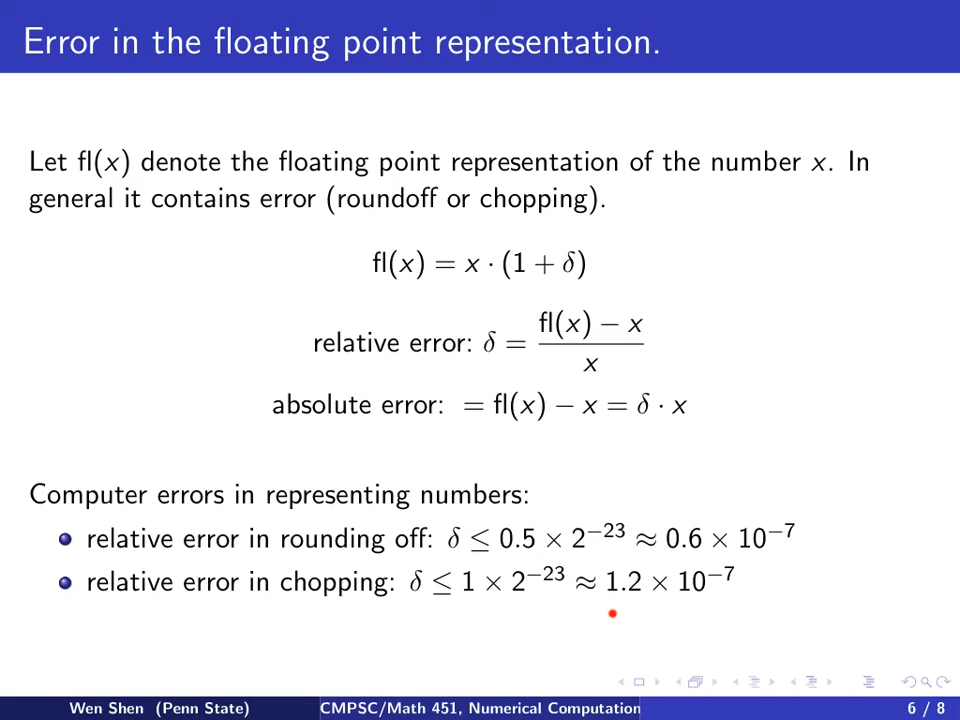 Error in the floating point representation.
Let fl(x) denote the floating point representation of the number x. In
general it contains error (roundoff or chopping).
fl(x) = x · (1 + δ)
relative error: δ = (fl(x) − x) / x
absolute error: = fl(x) − x = δ · x
Computer errors in representing numbers:
relative error in rounding off: δ ≤ 0.5 × 2⁻²³ ≈ 0.6 × 10⁻⁷
relative error in chopping: δ ≤ 1 × 2⁻²³ ≈ 1.2 × 10⁻⁷
Wen Shen (Penn State) CMPSC/Math 451, Numerical Computation 6 / 8